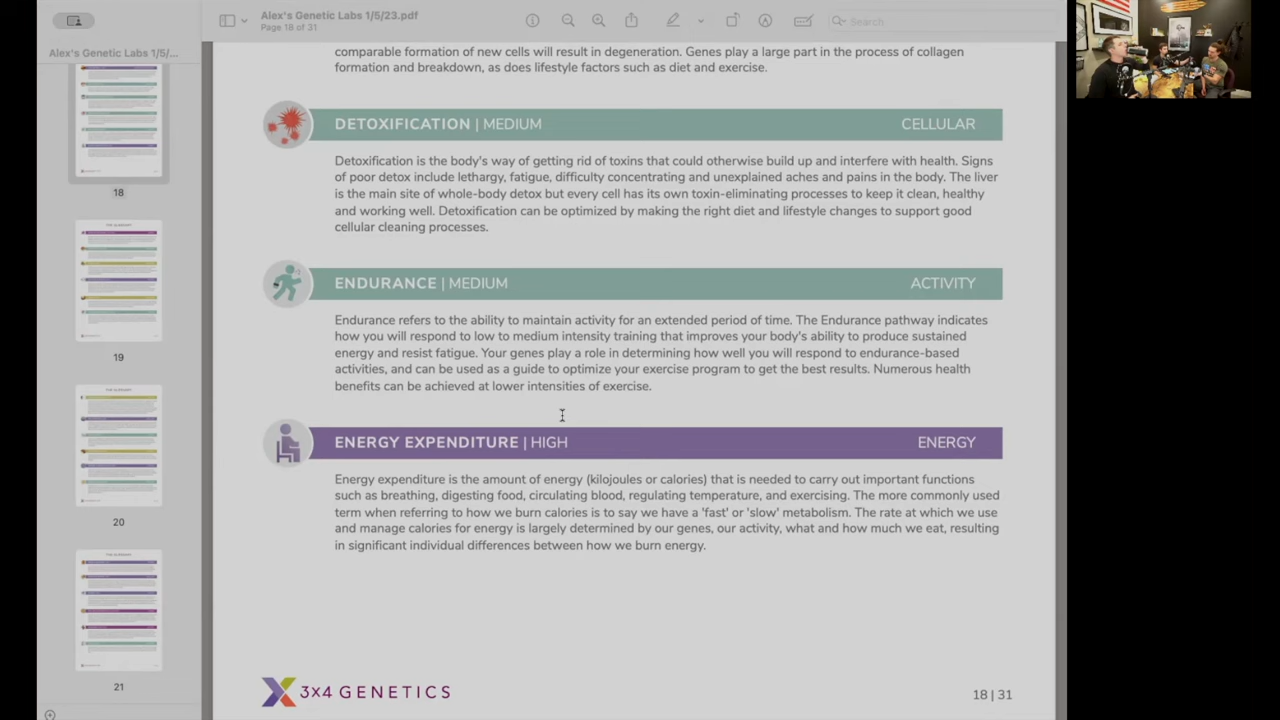 Alex's Genetic Labs 1/5/23.pdf
Page 18 of 31
Search
Alex's Genetic Labs 1/5/...
18
19
20
21
comparable formation of new cells will result in degeneration. Genes play a large part in the process of collagen
formation and breakdown, as does lifestyle factors such as diet and exercise.
DETOXIFICATION | MEDIUM CELLULAR
Detoxification is the body's way of getting rid of toxins that could otherwise build up and interfere with health. Signs
of poor detox include lethargy, fatigue, difficulty concentrating and unexplained aches and pains in the body. The liver
is the main site of whole-body detox but every cell has its own toxin-eliminating processes to keep it clean, healthy
and working well. Detoxification can be optimized by making the right diet and lifestyle changes to support good
cellular cleaning processes.
ENDURANCE | MEDIUM ACTIVITY
Endurance refers to the ability to maintain activity for an extended period of time. The Endurance pathway indicates
how you will respond to low to medium intensity training that improves your body's ability to produce sustained
energy and resist fatigue. Your genes play a role in determining how well you will respond to endurance-based
activities, and can be used as a guide to optimize your exercise program to get the best results. Numerous health
benefits can be achieved at lower intensities of exercise.
ENERGY EXPENDITURE | HIGH ENERGY
Energy expenditure is the amount of energy (kilojoules or calories) that is needed to carry out important functions
such as breathing, digesting food, circulating blood, regulating temperature, and exercising. The more commonly used
term when referring to how we burn calories is to say we have a 'fast' or 'slow' metabolism. The rate at which we use
and manage calories for energy is largely determined by our genes, our activity, what and how much we eat, resulting
in significant individual differences between how we burn energy.
3x4 GENETICS
18 | 31